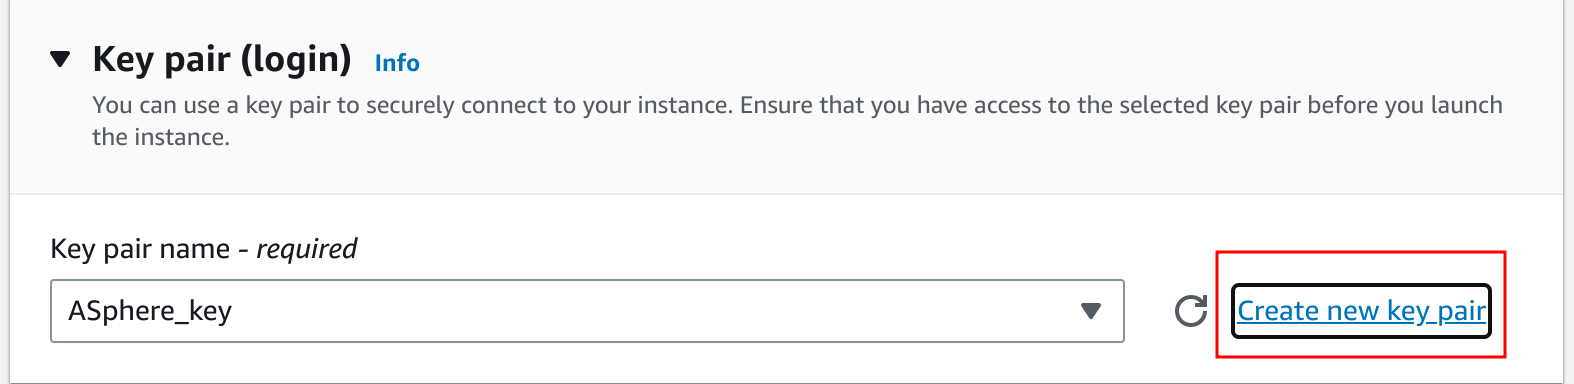 Key pair (login) Info
You can use a key pair to securely connect to your instance. Ensure that you have access to the selected key pair before you launch
the instance.
Key pair name - required
ASphere_key
Create new key pair